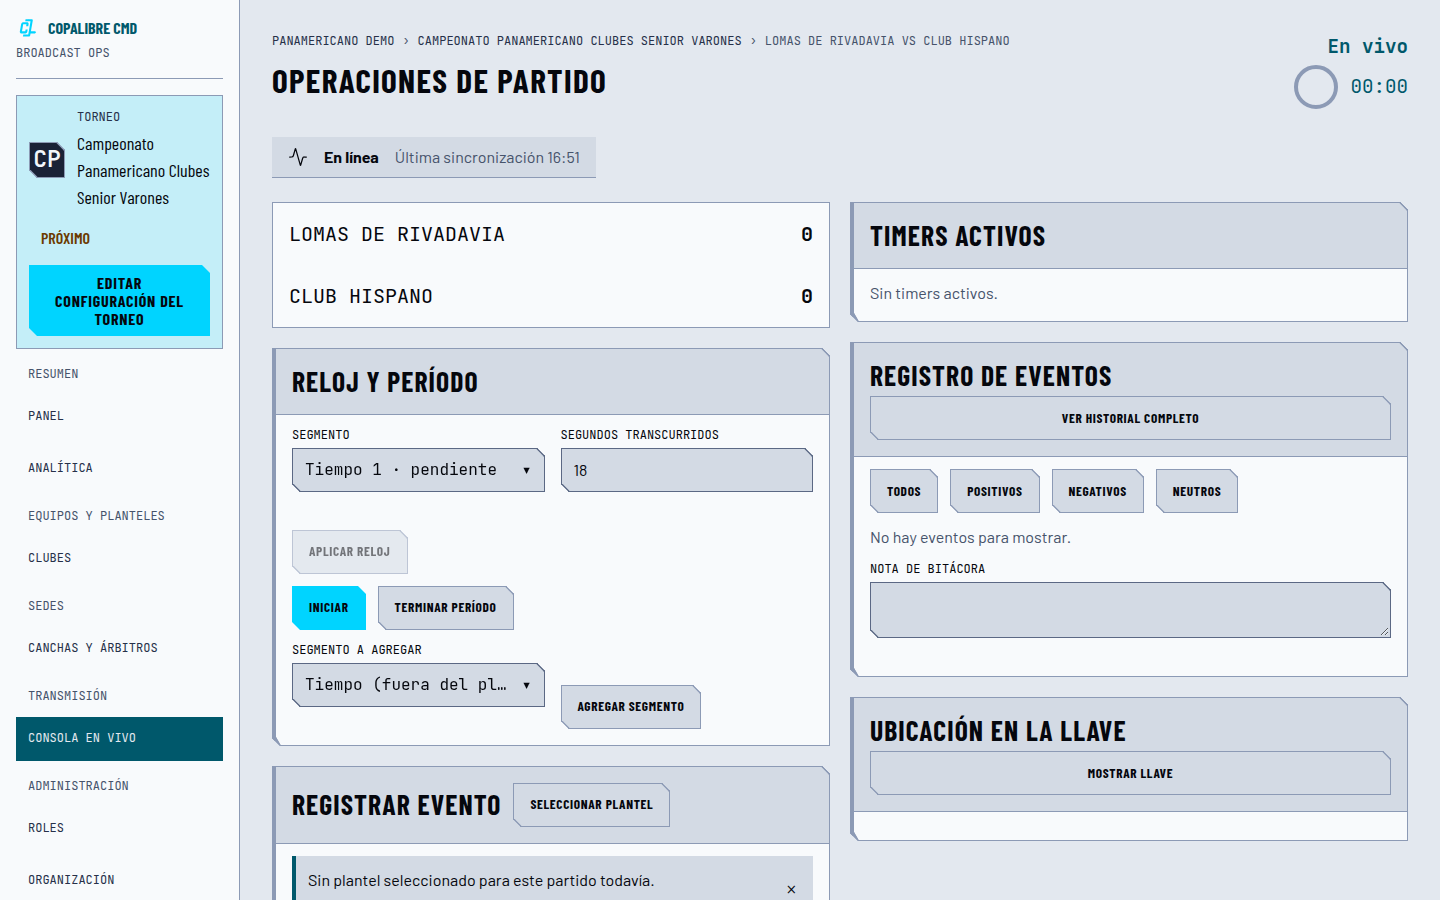 COPALIBRE CMD
BROADCAST OPS
TORNEO
CP
Campeonato
Panamericano Clubes
Senior Varones
PRÓXIMO
EDITAR
CONFIGURACIÓN DEL
TORNEO
RESUMEN
PANEL
ANALÍTICA
EQUIPOS Y PLANTELES
CLUBES
SEDES
CANCHAS Y ÁRBITROS
TRANSMISIÓN
CONSOLA EN VIVO
ADMINISTRACIÓN
ROLES
ORGANIZACIÓN
PANAMERICANO DEMO › CAMPEONATO PANAMERICANO CLUBES SENIOR VARONES › LOMAS DE RIVADAVIA VS CLUB HISPANO
OPERACIONES DE PARTIDO
En vivo
00:00
En línea Última sincronización 16:51
LOMAS DE RIVADAVIA 0
CLUB HISPANO 0
RELOJ Y PERÍODO
SEGMENTO SEGUNDOS TRANSCURRIDOS
Tiempo 1 · pendiente 18
APLICAR RELOJ
INICIAR TERMINAR PERÍODO
SEGMENTO A AGREGAR
Tiempo (fuera del pl… AGREGAR SEGMENTO
REGISTRAR EVENTO SELECCIONAR PLANTEL
Sin plantel seleccionado para este partido todavía. ×
TIMERS ACTIVOS
Sin timers activos.
REGISTRO DE EVENTOS
VER HISTORIAL COMPLETO
TODOS POSITIVOS NEGATIVOS NEUTROS
No hay eventos para mostrar.
NOTA DE BITÁCORA
UBICACIÓN EN LA LLAVE
MOSTRAR LLAVE